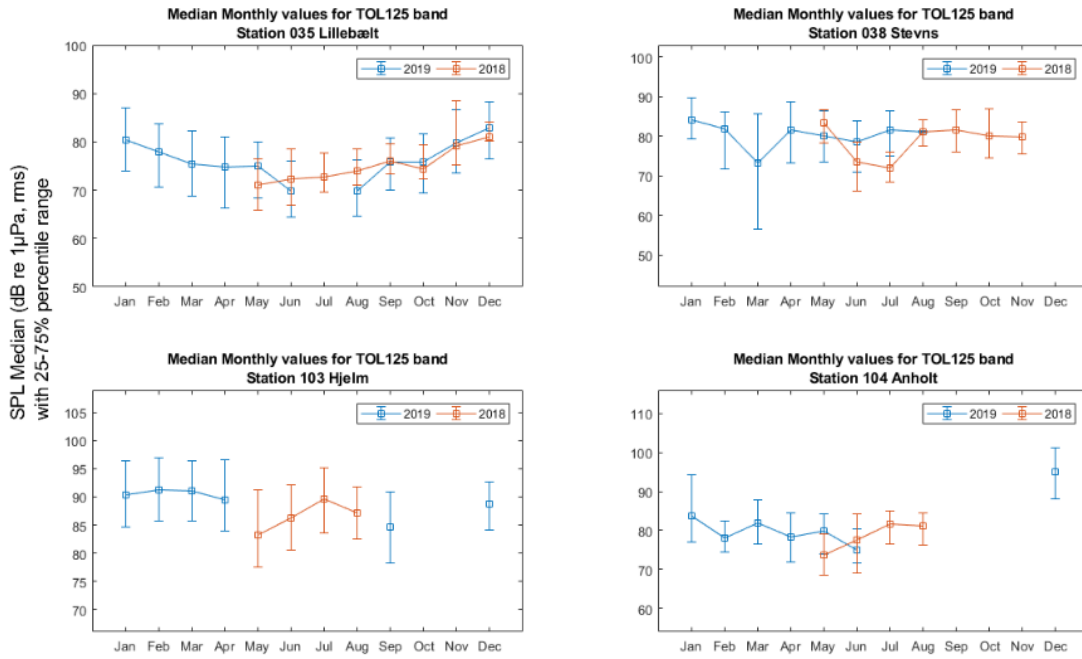 SPL Median (dB re 1µPa, rms)
with 25-75% percentile range
Median Monthly values for TOL125 band
Station 035 Lillebælt
2019 2018
100
90
80
70
60
50
Jan Feb Mar Apr May Jun Jul Aug Sep Oct Nov Dec
Median Monthly values for TOL125 band
Station 038 Stevns
2019 2018
100
90
80
70
60
50
Jan Feb Mar Apr May Jun Jul Aug Sep Oct Nov Dec
Median Monthly values for TOL125 band
Station 103 Hjelm
2019 2018
105
100
95
90
85
80
75
70
Jan Feb Mar Apr May Jun Jul Aug Sep Oct Nov Dec
Median Monthly values for TOL125 band
Station 104 Anholt
2019 2018
110
100
90
80
70
60
Jan Feb Mar Apr May Jun Jul Aug Sep Oct Nov Dec